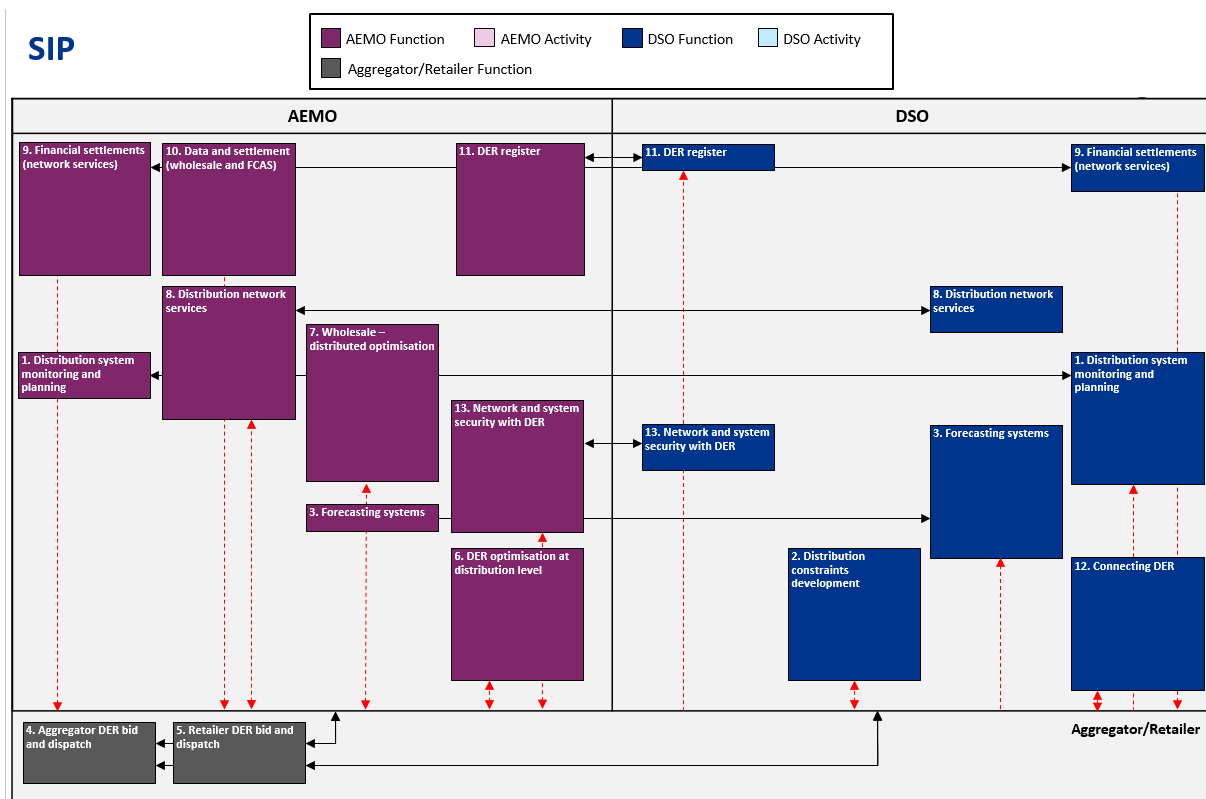 SIP
AEMO Function
AEMO Activity
DSO Function
DSO Activity
Aggregator/Retailer Function
AEMO
DSO
9. Financial settlements
(network services)
10. Data and settlement
(wholesale and FCAS)
11. DER register
11. DER register
9. Financial settlements
(network services)
8. Distribution network
services
8. Distribution network
services
7. Wholesale –
distributed optimisation
1. Distribution system
monitoring and
planning
1. Distribution system
monitoring and
planning
13. Network and system
security with DER
13. Network and system
security with DER
3. Forecasting systems
3. Forecasting systems
6. DER optimisation at
distribution level
2. Distribution
constraints
development
12. Connecting DER
4. Aggregator DER bid
and dispatch
5. Retailer DER bid and
dispatch
Aggregator/Retailer